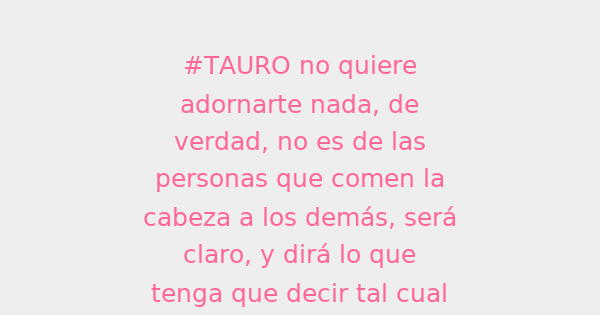 #TAURO no quiere
adornarte nada, de
verdad, no es de las
personas que comen la
cabeza a los demás, será
claro, y dirá lo que
tenga que decir tal cual